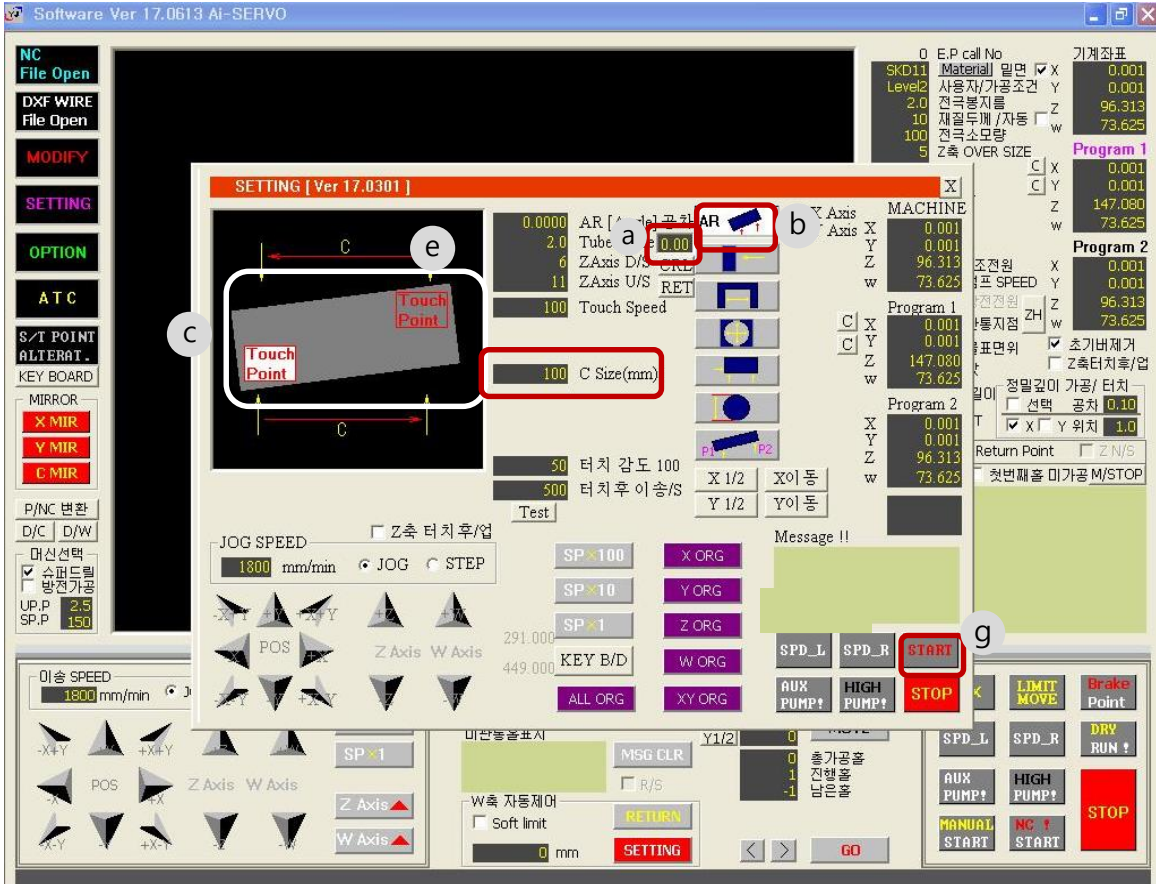 Software Ver 17.0613 Ai-SERVO
NC
File Open
DXF WIRE
File Open
MODIFY
SETTING
OPTION
A T C
S/T POINT
ALTERAT.
KEY BOARD
MIRROR
X MIR
Y MIR
C MIR
P/NC 변환
D/C D/W
머신선택
슈퍼드릴
방전가공
UP.P 2.5
SP.P 150
0 E.P call No
SKD11 Material 밑면 X
Level2 사용자/가공조건 Y
2.0 전극봉지름 Z
10 재질두께 /자동 W
100 전극소모량
5 Z축 OVER SIZE
기계좌표
0.001
0.001
96.313
73.625
Program 1
C X 0.001
C Y 0.001
Z 147.080
W 73.625
Program 2
X 0.001
Y 0.001
Z 96.313
W 73.625
조전원
SPEED
ZH
초기버제거
표면위
Z축터치후/업
정밀깊이 가공/ 터치
선택 공차 0.10
X Y 위치 1.0
Return Point Z N/S
첫번째홀 미가공 M/STOP
SETTING [ Ver 17.0301 ]
X
C
Touch
Point
Touch
Point
C
c
e
a
b
g
0.0000 AR [
2.0 Tube 0.00
6 ZAxis D/S
11 ZAxis U/S RET
100 Touch Speed
100 C Size(mm)
50 터치 감도 100
500 터치후 이송/S
Test
AR
P1 P2
X 1/2 X이동
Y 1/2 Y이동
X Axis
Axis
MACHINE
X 0.001
Y 0.001
Z 96.313
W 73.625
Program 1
C X 0.001
C Y 0.001
Z 147.080
W 73.625
Program 2
X 0.001
Y 0.001
Z 96.313
W 73.625
Message !!
Z축 터치후/업
JOG SPEED
1800 mm/min JOG STEP
-X+Y +Y +X+Y +Z +W
-X POS +X Z Axis W Axis
-X-Y -Y +X-Y -Z -W
291.000
449.000
SP×100
SP×10
SP×1
KEY B/D
ALL ORG
X ORG
Y ORG
Z ORG
W ORG
XY ORG
SPD_L SPD_R START
AUX
PUMP!
HIGH
PUMP!
STOP
이송 SPEED
1800 mm/min
-X+Y +X+Y
POS Z Axis W Axis
-X +X
-X-Y +X-Y
SP×1
Z Axis
W Axis
미관통홀표시
MSG CLR
R/S
W축 자동제어
Soft limit
RETURN
0 mm
SETTING
Y1/2 0
0 총가공홀
1 진행홀
-1 남은홀
< > GO
LIMIT
MOVE
Brake
Point
SPD_L SPD_R
DRY
RUN !
AUX
PUMP!
HIGH
PUMP!
STOP
MANUAL
START
NC !
START